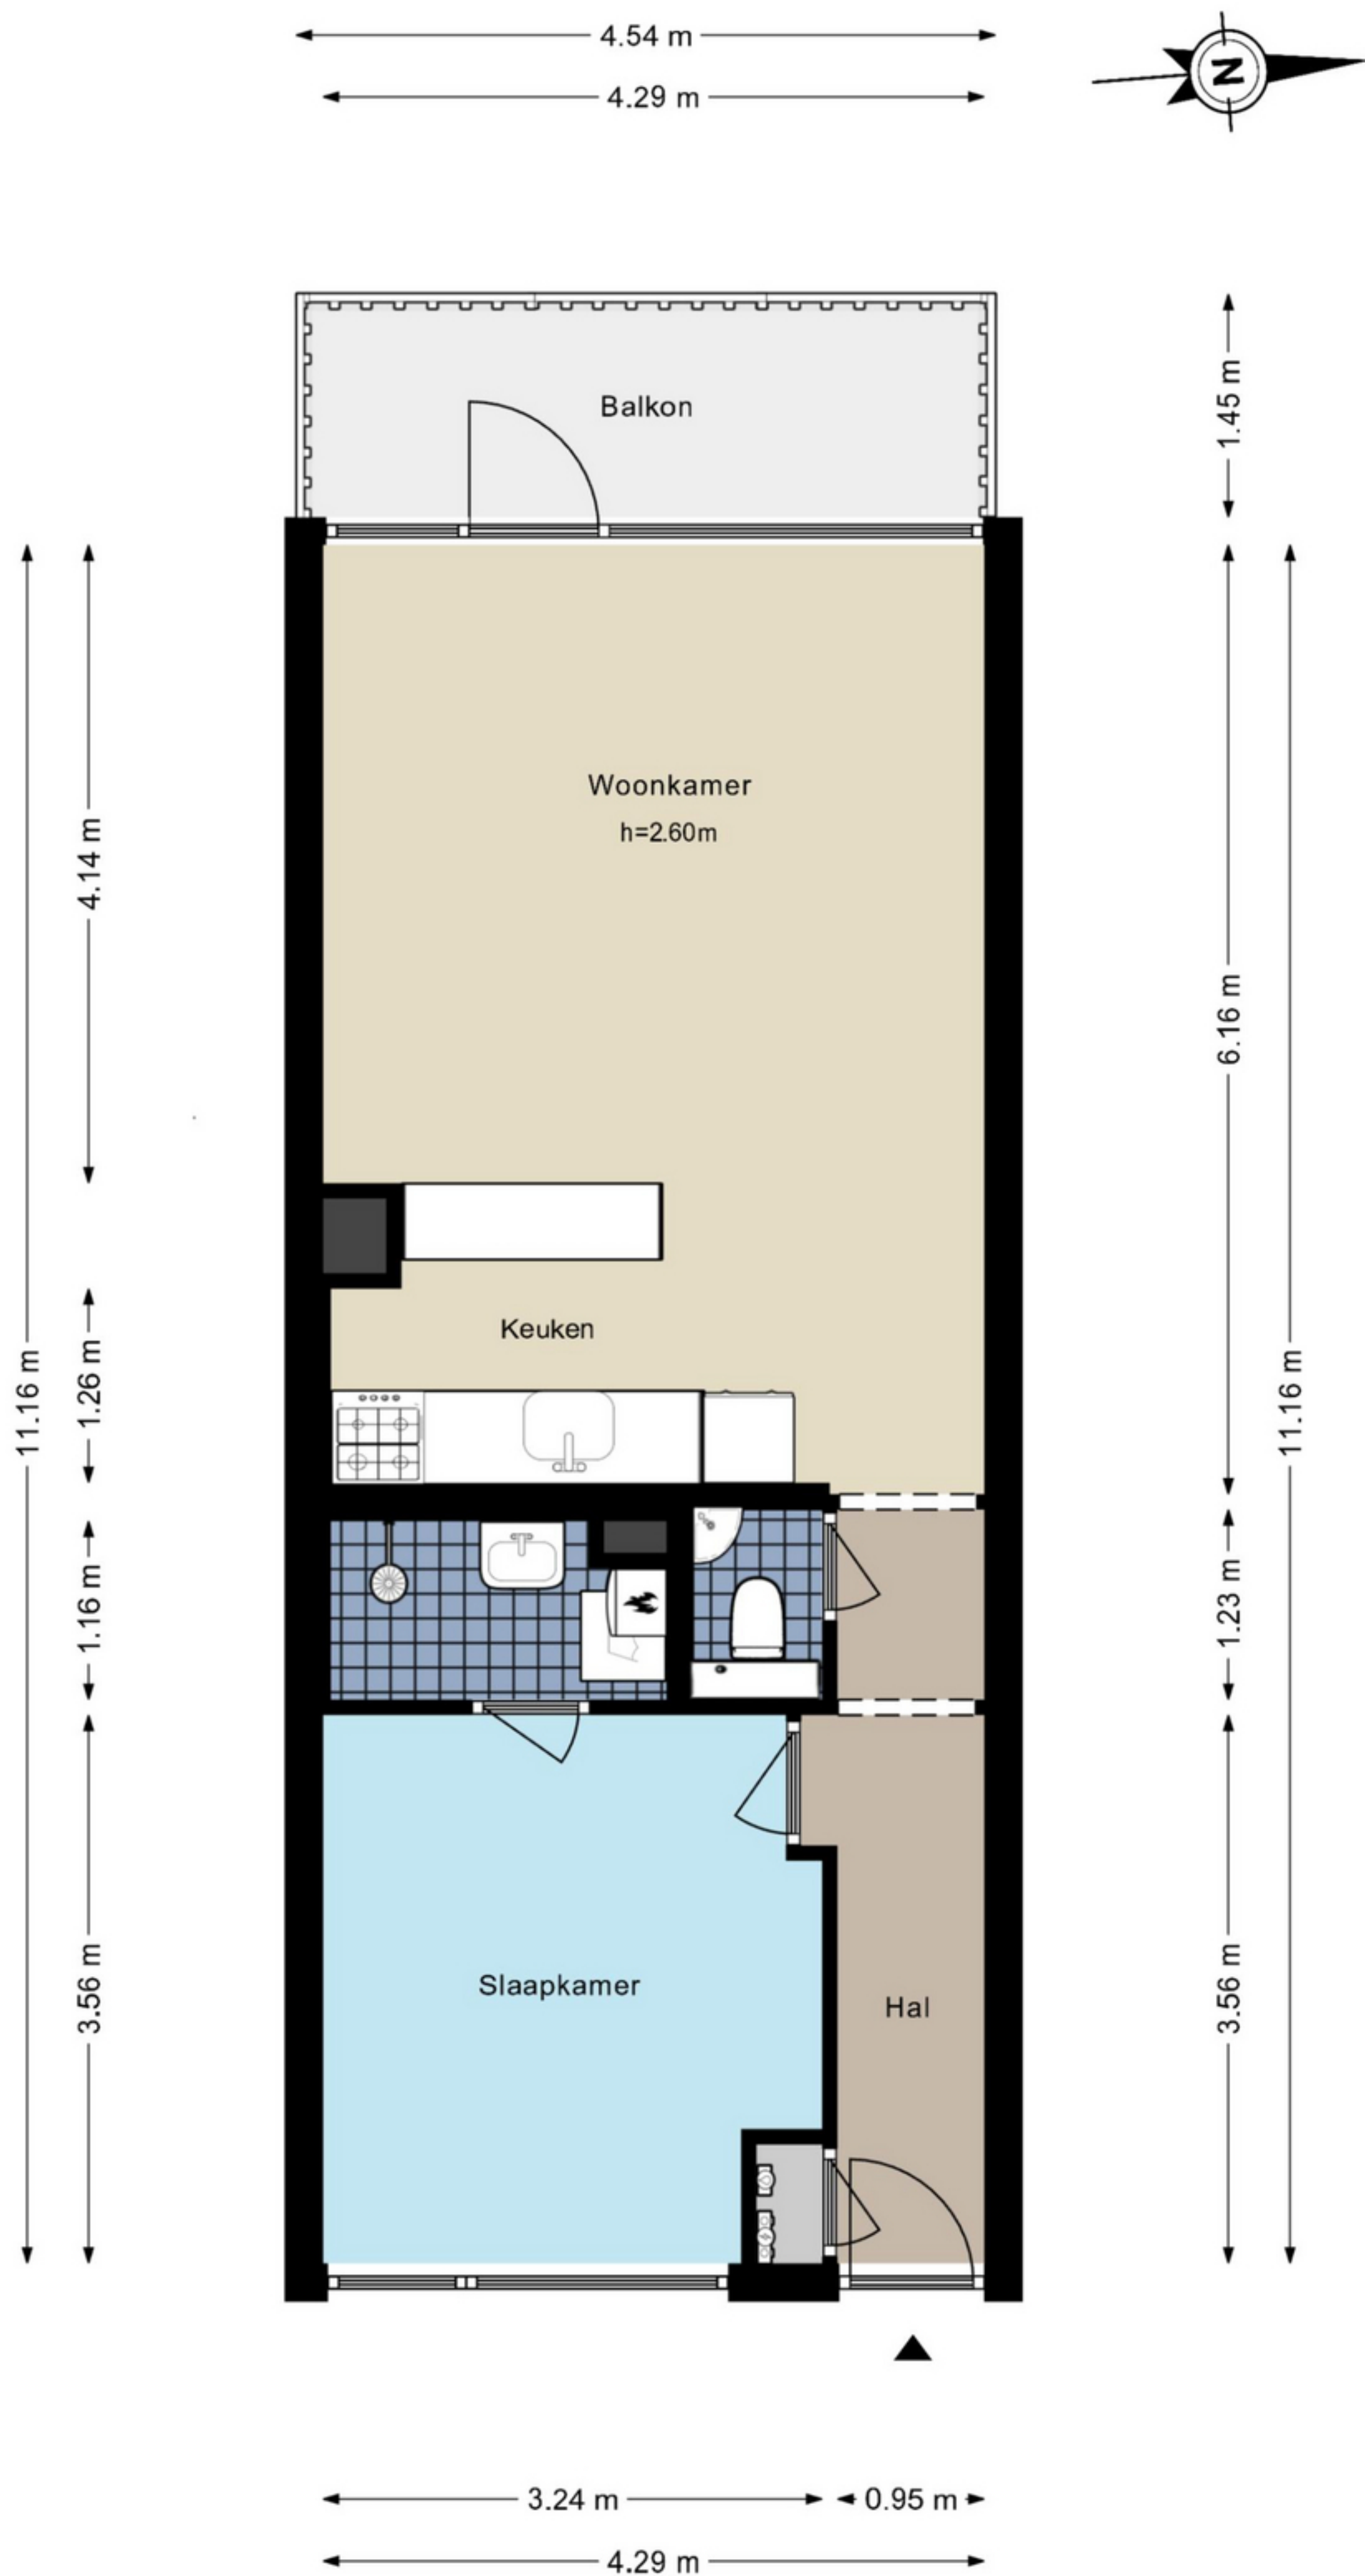 4.54 m
4.29 m
N
Balkon
1.45 m
Woonkamer
h=2.60m
4.14 m
6.16 m
Keuken
1.26 m
11.16 m
11.16 m
1.16 m
1.23 m
Slaapkamer
Hal
3.56 m
3.56 m
3.24 m
0.95 m
4.29 m